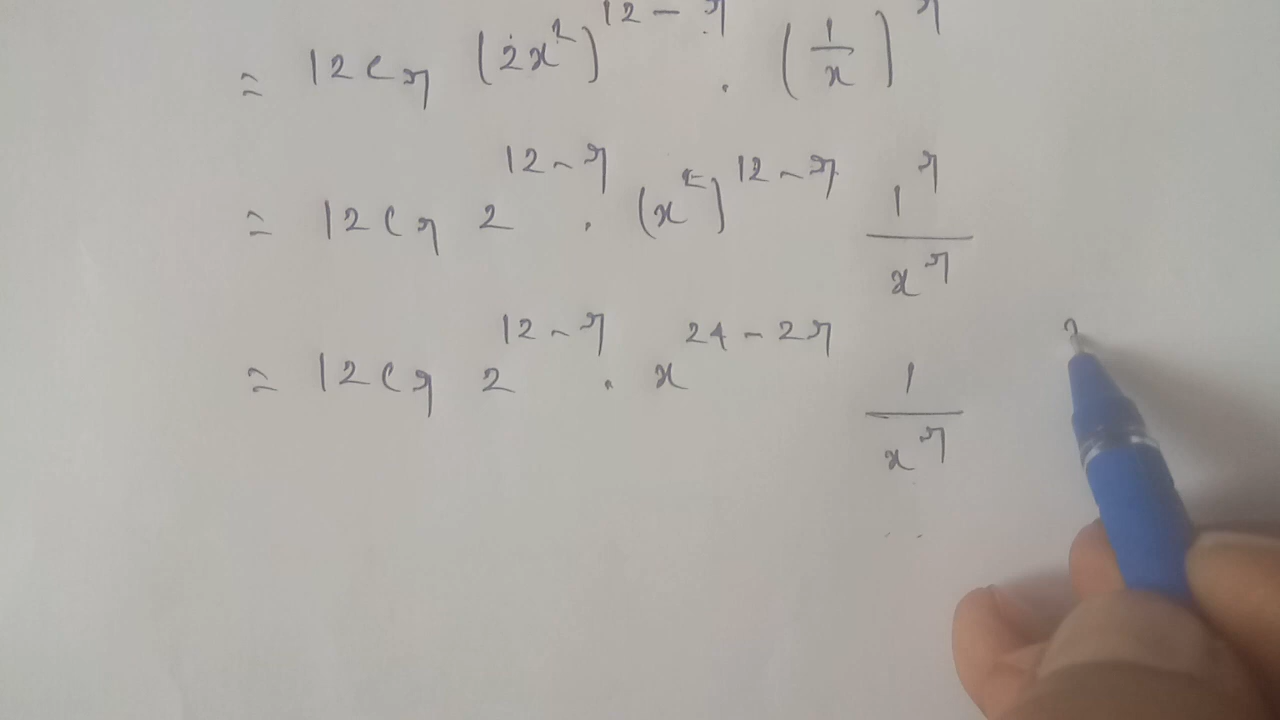 = 12Cr (2x²)^12-r . (1/x)^r
= 12Cr 2^12-r . (x²)^12-r 1^r/x^r
= 12Cr 2^12-r . x^24-2r 1/x^r